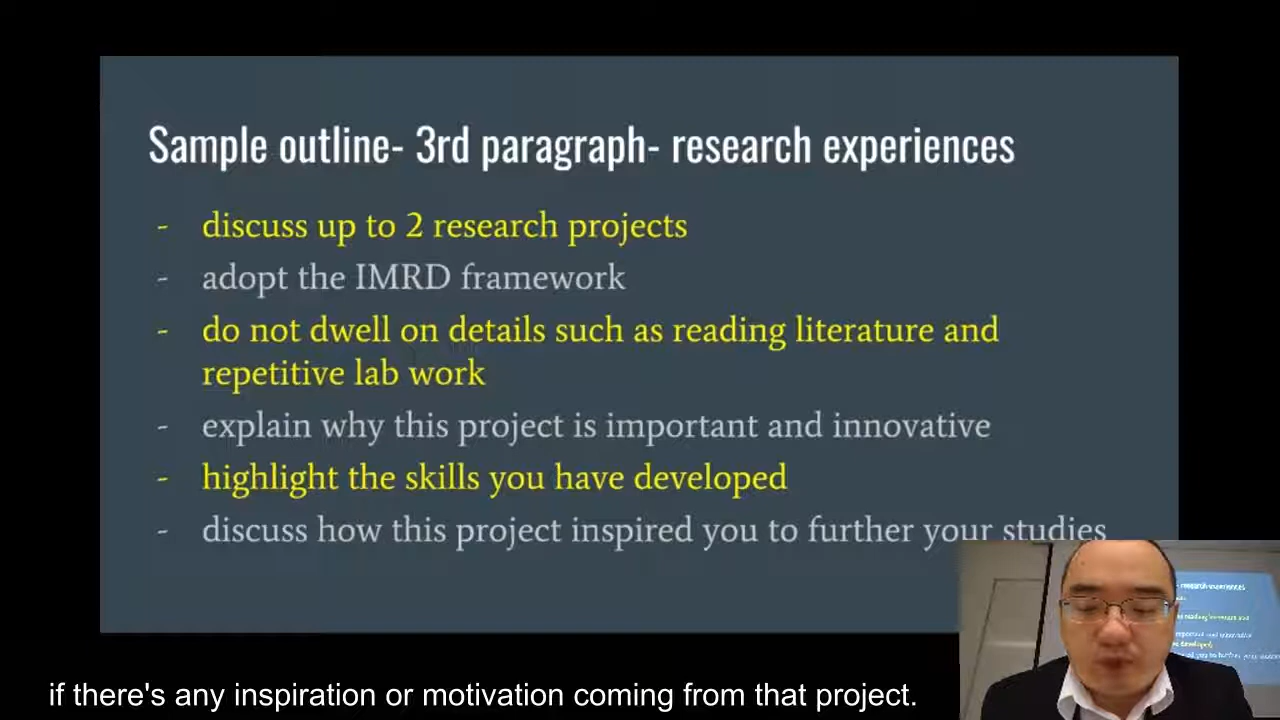 Sample outline- 3rd paragraph- research experiences
- discuss up to 2 research projects
- adopt the IMRD framework
- do not dwell on details such as reading literature and
repetitive lab work
- explain why this project is important and innovative
- highlight the skills you have developed
- discuss how this project inspired you to further your studies
if there's any inspiration or motivation coming from that project.